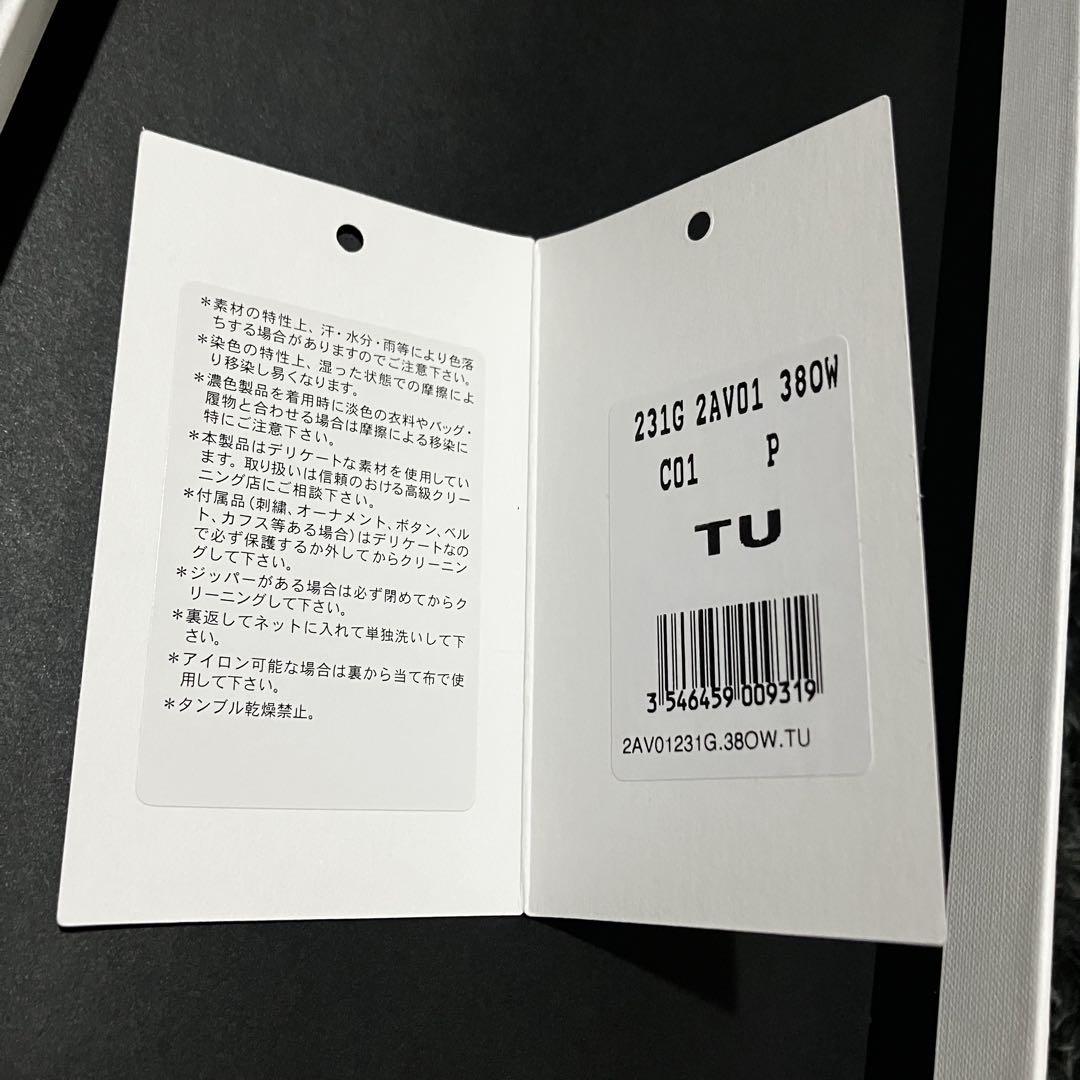 ＊素材の特性上、汗・水分・雨等により色落
ちする場合がありますのでご注意下さい。
＊染色の特性上、湿った状態での摩擦によ
り移染し易くなります。
＊濃色製品を着用時に淡色の衣料やバッグ・
履物と合わせる場合は摩擦による移染に
特にご注意下さい。
＊本製品はデリケートな素材を使用してい
ます。取り扱いは信頼のおける高級クリー
ニング店にご相談下さい。
＊付属品(刺繍、オーナメント、ボタン、ベル
ト、カフス等ある場合)はデリケートなの
で必ず保護するか外してからクリーニン
グして下さい。
＊ジッパーがある場合は必ず閉めてからク
リーニングして下さい。
＊裏返してネットに入れて単独洗いして下
さい。
＊アイロン可能な場合は裏から当て布で使
用して下さい。
＊タンブル乾燥禁止。
231G 2AV01 38OW
C01 P
TU
3 546459 009319
2AV01231G.38OW.TU